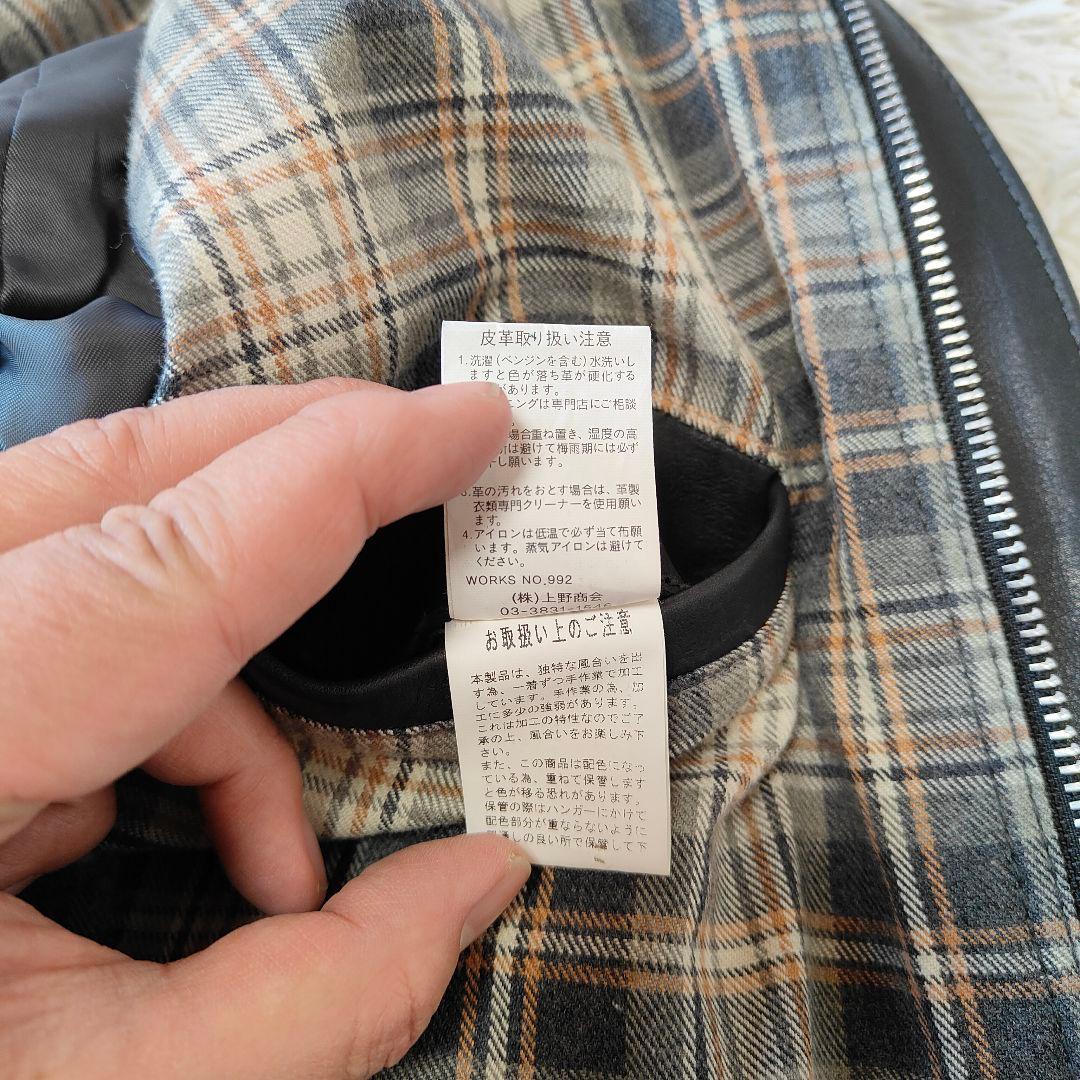 皮革取り扱い注意
1. 洗濯(ベンジンを含む)水洗いし
ますと色が落ち革が硬化する
があります。
ニングは専門店にご相談
場合重ね置き、湿度の高
は避けて梅雨期には必ず
し願います。
革の汚れをおとす場合は、革製
衣類専門クリーナーを使用願い
ます。
4. アイロンは低温で必ず当て布願
います。蒸気アイロンは避けて
ください。
WORKS NO,992
(株)上野商会
03-3831-
お取扱い上のご注意
本製品は、独特な風合いを出
す為、一着ずつ手作業で加工
しています。手作業の為、加
工に多少の強弱があります。
これは加工の特性なのでご了
承の上、風合いをお楽しみ下
さい。
また、この商品は配色になっ
ている為、重ねて保管します
と色が移る恐れがあります。
保管の際はハンガーにかけて
配色部分が重ならないように
通しの良い所で保管して下